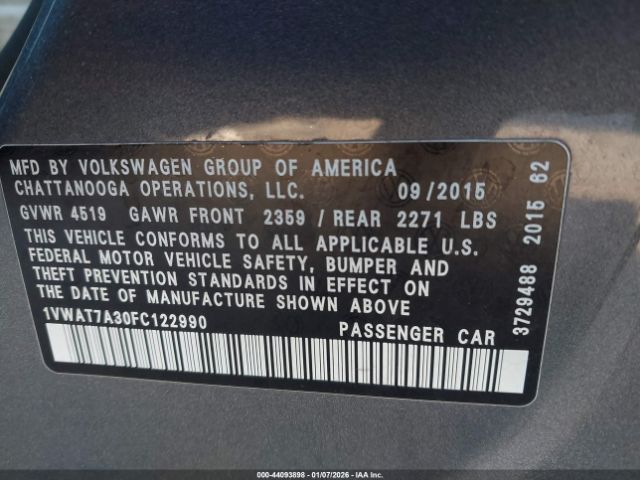 MFD BY VOLKSWAGEN GROUP OF AMERICA
CHATTANOOGA OPERATIONS, LLC. 09/2015
GVWR 4519 GAWR FRONT 2359 / REAR 2271 LBS
THIS VEHICLE CONFORMS TO ALL APPLICABLE U.S.
FEDERAL MOTOR VEHICLE SAFETY, BUMPER AND
THEFT PREVENTION STANDARDS IN EFFECT ON
THE DATE OF MANUFACTURE SHOWN ABOVE.
1VWAT7A30FC122990 PASSENGER CAR
3729488 2015 62
000-44093898 - 01/07/2026 - IAA Inc.